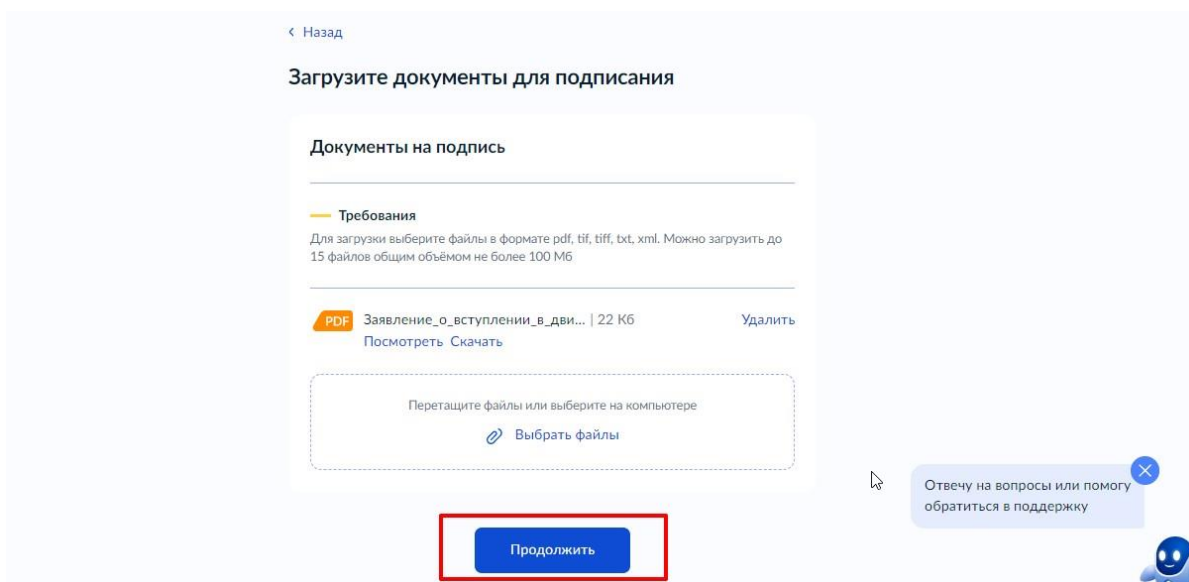 Назад
Загрузите документы для подписания
Документы на подпись
Требования
Для загрузки выберите файлы в формате pdf, tif, tiff, txt, xml. Можно загрузить до
15 файлов общим объёмом не более 100 Мб
PDF Заявление_о_вступлении_в_дви... | 22 Кб Удалить
Посмотреть Скачать
Перетащите файлы или выберите на компьютере
Выбрать файлы
Отвечу на вопросы или помогу
обратиться в поддержку
Продолжить